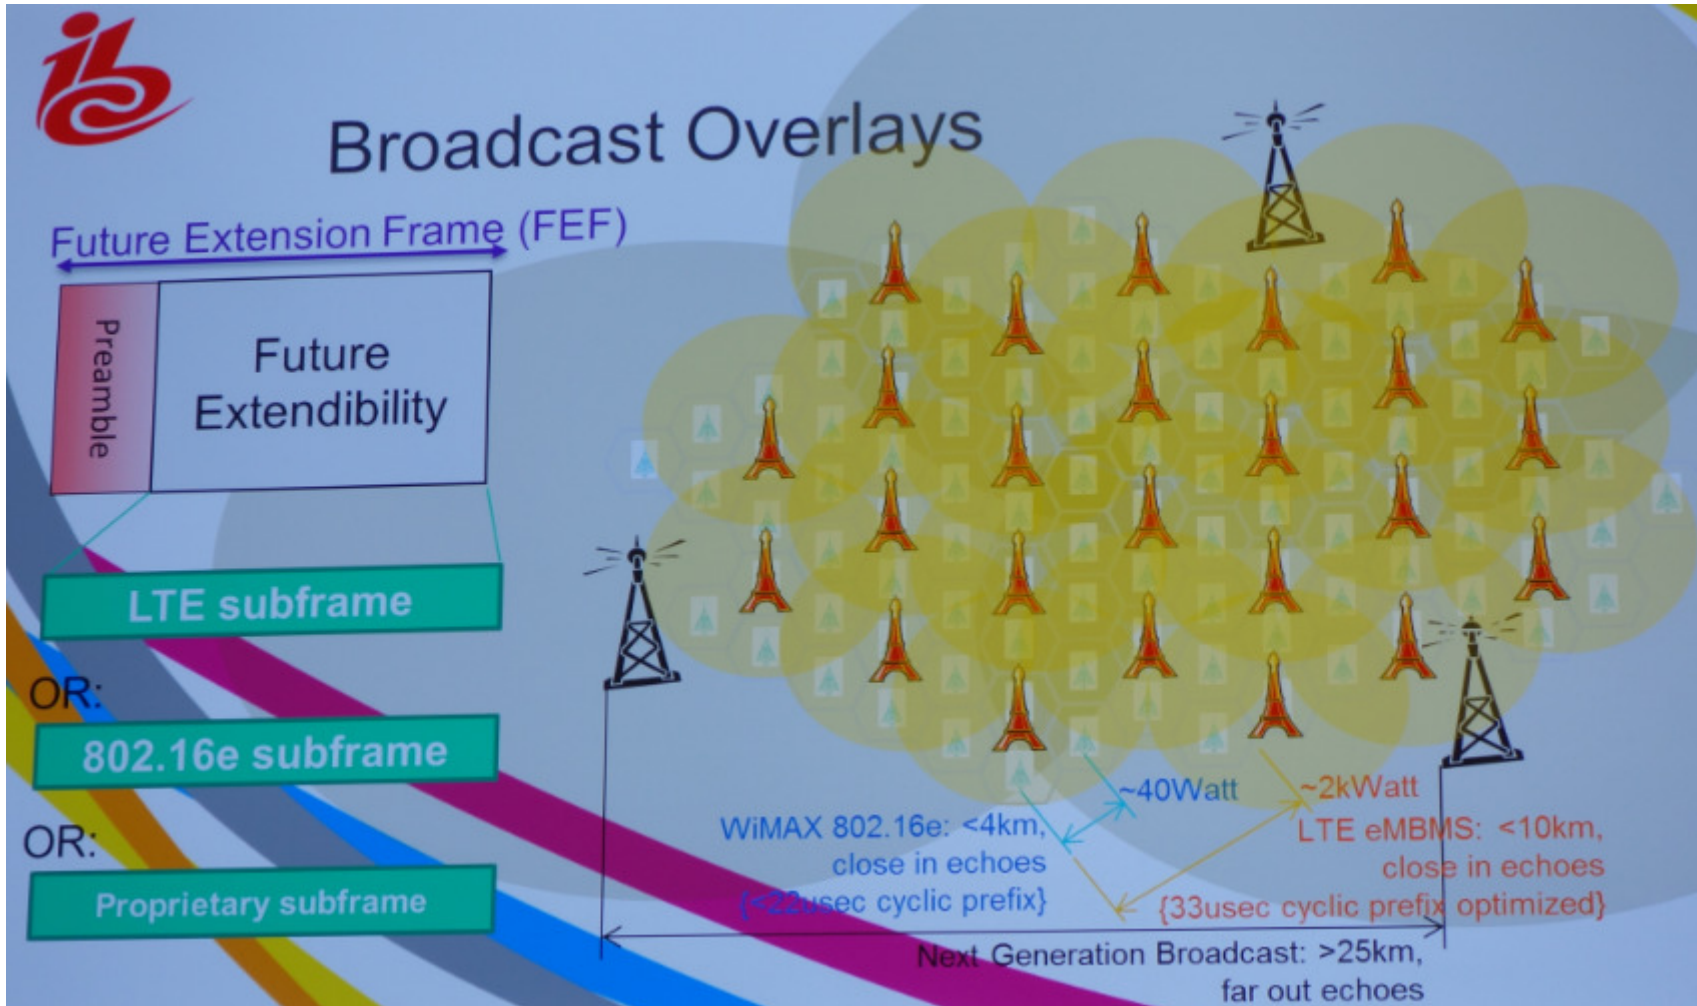 ibc
Broadcast Overlays
Future Extension Frame (FEF)
Preamble
Future
Extendibility
LTE subframe
OR:
802.16e subframe
OR:
Proprietary subframe
~40Watt
WiMAX 802.16e: <4km,
close in echoes
{<22usec cyclic prefix}
~2kWatt
LTE eMBMS: <10km,
close in echoes
{33usec cyclic prefix optimized}
Next Generation Broadcast: >25km,
far out echoes